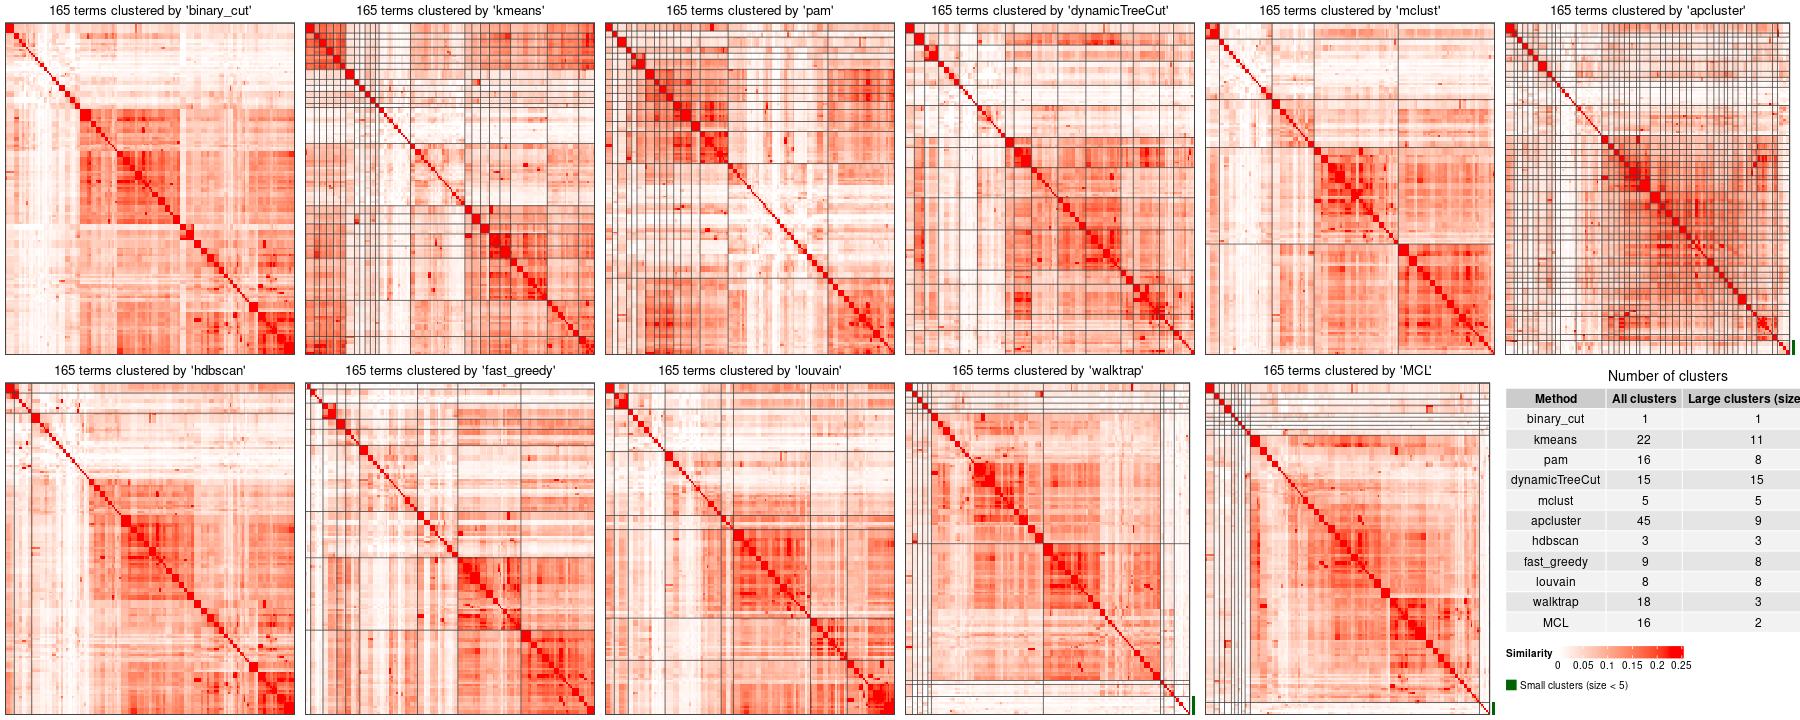 165 terms clustered by 'binary_cut'
165 terms clustered by 'kmeans'
165 terms clustered by 'pam'
165 terms clustered by 'dynamicTreeCut'
165 terms clustered by 'mclust'
165 terms clustered by 'apcluster'
165 terms clustered by 'hdbscan'
165 terms clustered by 'fast_greedy'
165 terms clustered by 'louvain'
165 terms clustered by 'walktrap'
165 terms clustered by 'MCL'
Number of clusters
Method All clusters Large clusters (size
binary_cut 1 1
kmeans 22 11
pam 16 8
dynamicTreeCut 15 15
mclust 5 5
apcluster 45 9
hdbscan 3 3
fast_greedy 9 8
louvain 8 8
walktrap 18 3
MCL 16 2
Similarity
0 0.05 0.1 0.15 0.2 0.25
Small clusters (size < 5)